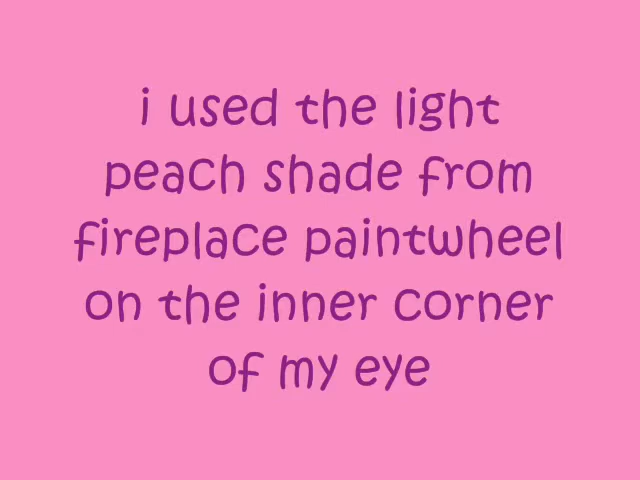 i used the light
peach shade from
fireplace paintwheel
on the inner corner
of my eye